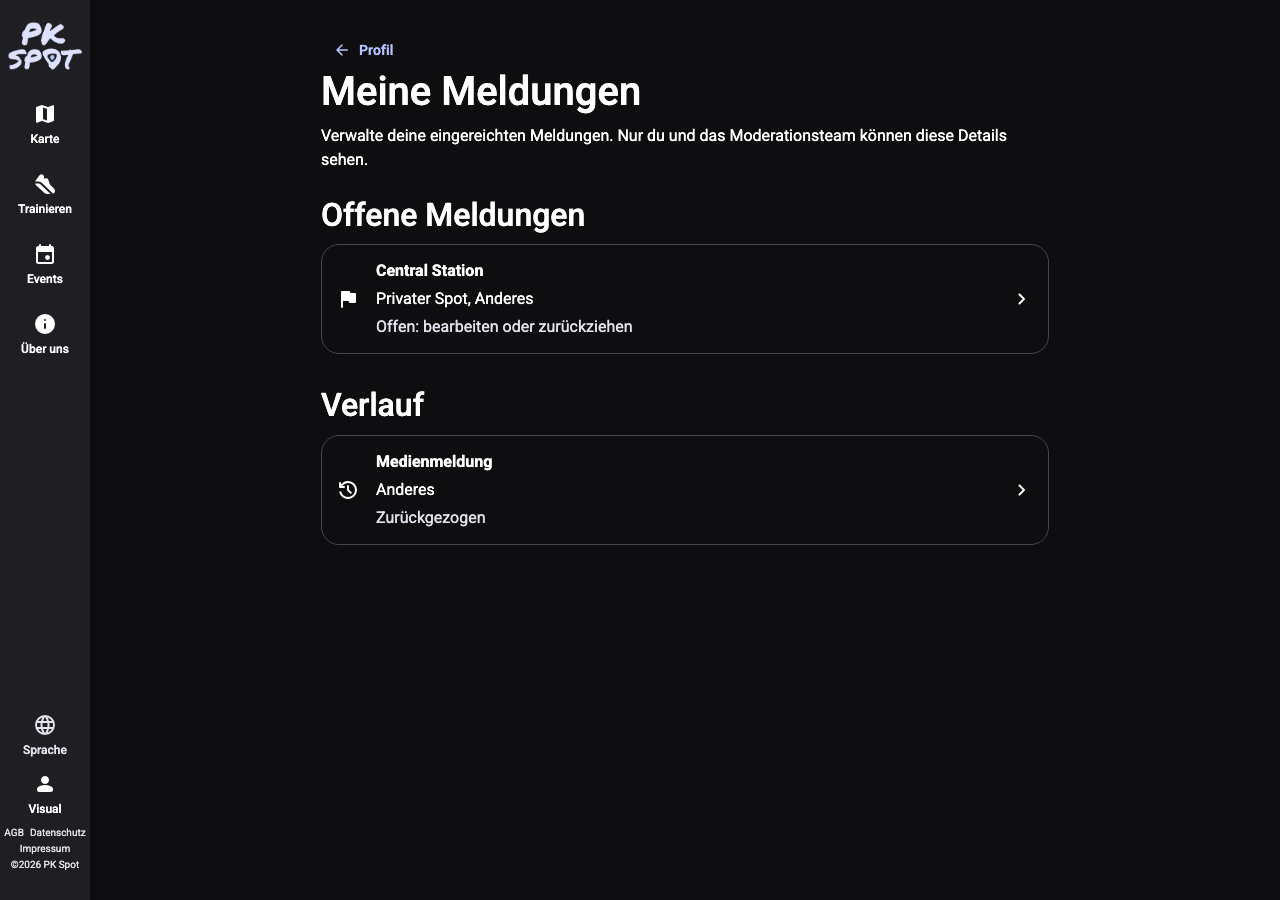 PK
SPOT
Karte
Trainieren
Events
Über uns
Sprache
Visual
AGB Datenschutz
Impressum
©2026 PK Spot
Profil
Meine Meldungen
Verwalte deine eingereichten Meldungen. Nur du und das Moderationsteam können diese Details
sehen.
Offene Meldungen
Central Station
Privater Spot, Anderes
Offen: bearbeiten oder zurückziehen
Verlauf
Medienmeldung
Anderes
Zurückgezogen